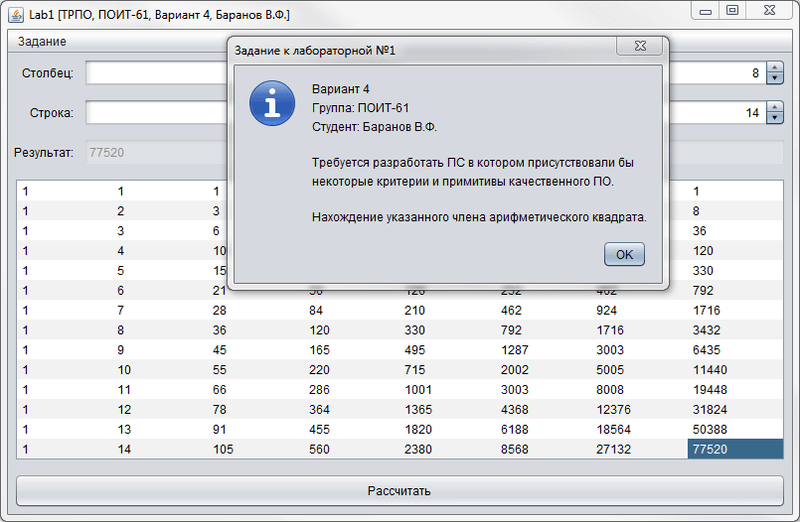 Lab1 [ТРПО, ПОИТ-61, Вариант 4, Баранов В.Ф.]
Задание
Столбец: 8
Строка: 14
Результат: 77520
Задание к лабораторной №1
Вариант 4
Группа: ПОИТ-61
Студент: Баранов В.Ф.
Требуется разработать ПС в котором присутствовали бы
некоторые критерии и примитивы качественного ПО.
Нахождение указанного члена арифметического квадрата.
OK
1 1 1 1
1 2 3 8
1 3 6 36
1 4 10 120
1 5 15 330
1 6 21 792
1 7 28 84 210 462 924 1716
1 8 36 120 330 792 1716 3432
1 9 45 165 495 1287 3003 6435
1 10 55 220 715 2002 5005 11440
1 11 66 286 1001 3003 8008 19448
1 12 78 364 1365 4368 12376 31824
1 13 91 455 1820 6188 18564 50388
1 14 105 560 2380 8568 27132 77520
Рассчитать